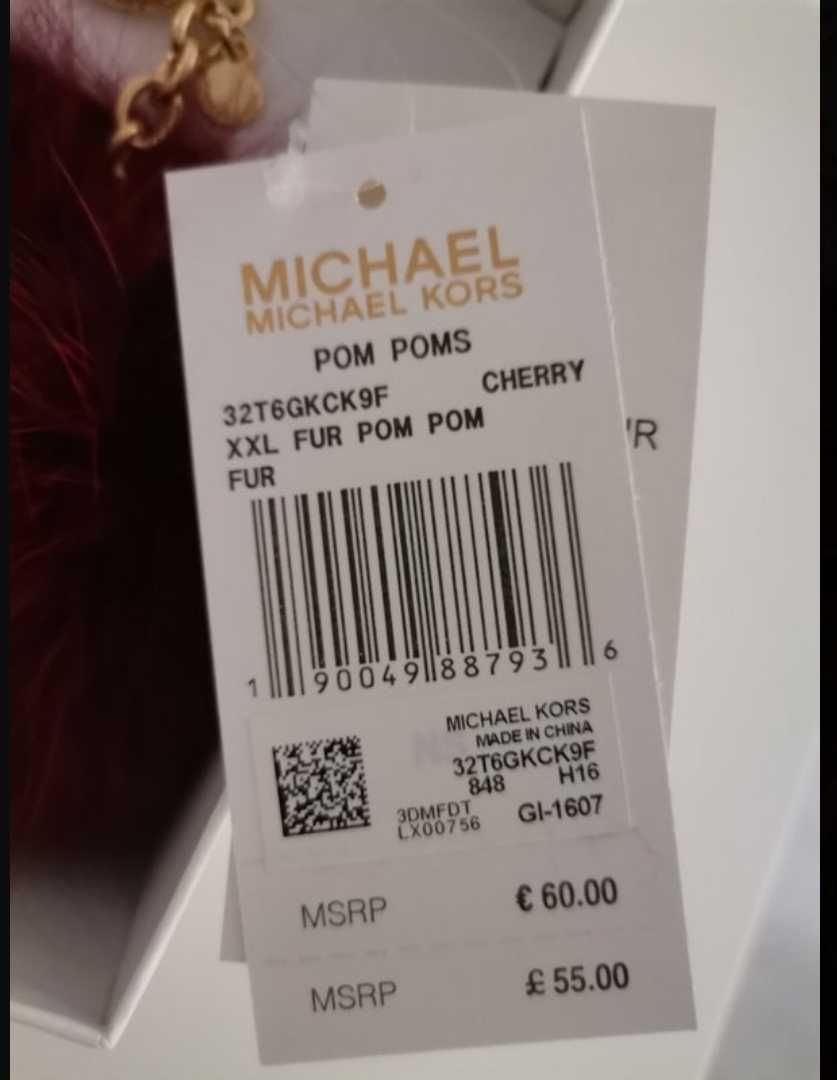 MICHAEL
MICHAEL KORS
POM POMS
32T6GKCK9F CHERRY
XXL FUR POM POM
FUR
1 90049 88793 6
MICHAEL KORS
MADE IN CHINA
32T6GKCK9F
848 H16
3DMFDT GI-1607
LX00756
MSRP € 60.00
MSRP £ 55.00